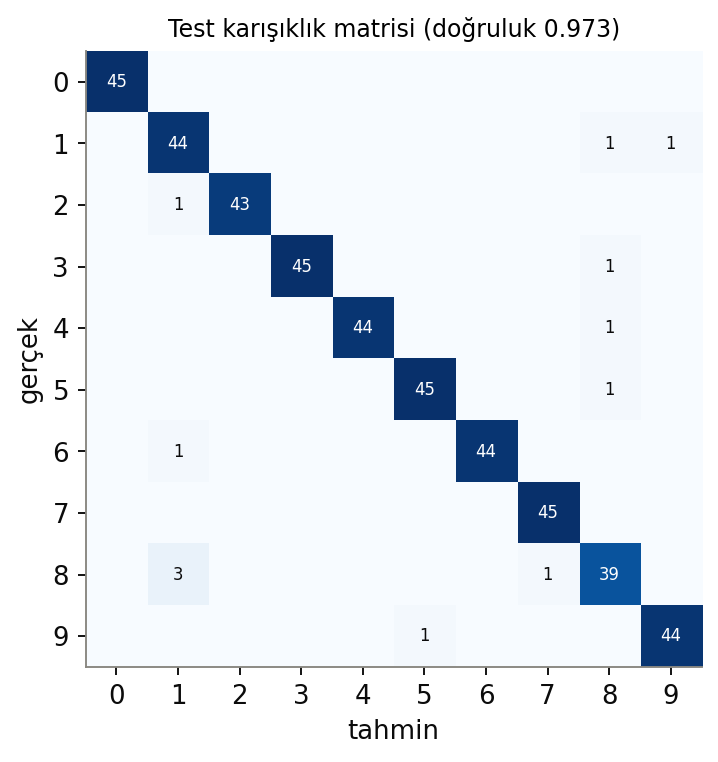 Test karışıklık matrisi (doğruluk 0.973)
0 45
1 44 1 1
2 1 43
3 45 1
4 44 1
gerçek
5 45 1
6 1 44
7 45
8 3 1 39
9 1 44
0 1 2 3 4 5 6 7 8 9
tahmin